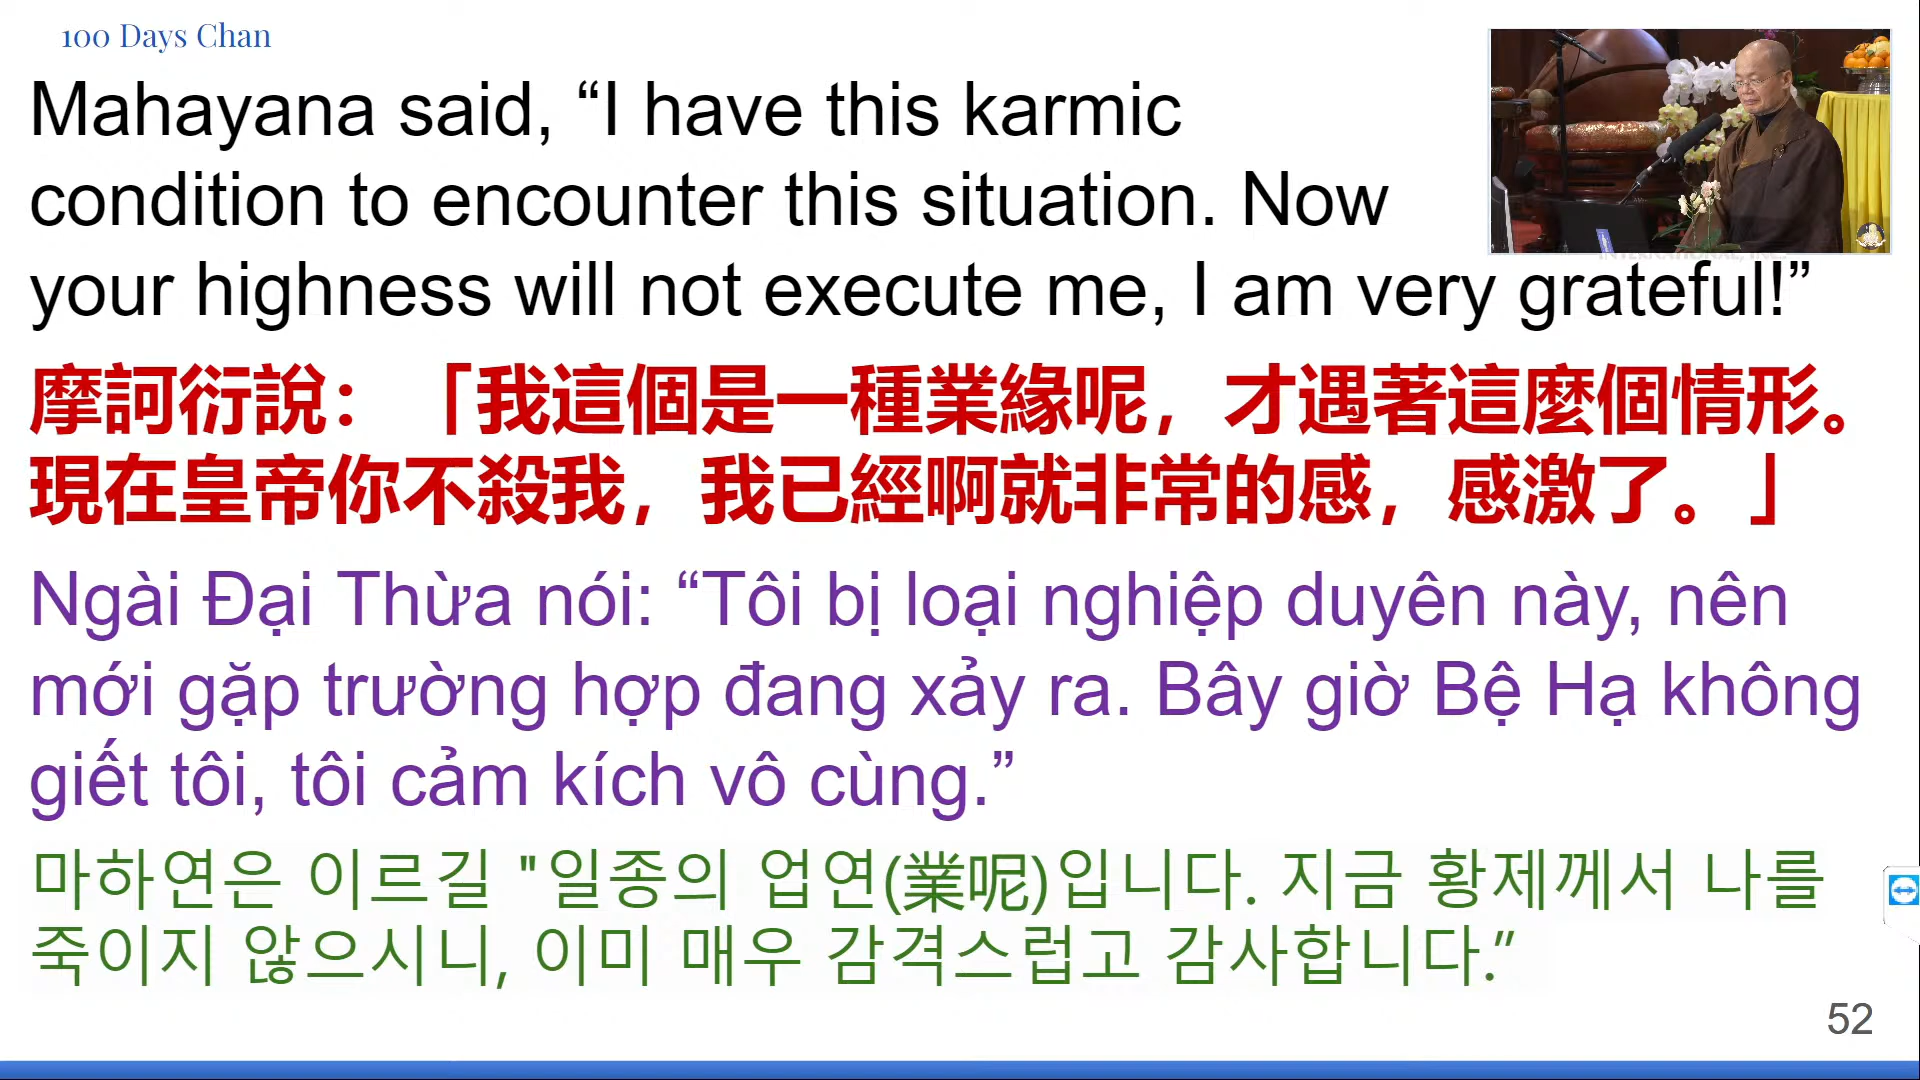 100 Days Chan
Mahayana said, “I have this karmic
condition to encounter this situation. Now
your highness will not execute me, I am very grateful!”
摩訶衍說：「我這個是一種業緣呢，才遇著這麼個情形。
現在皇帝你不殺我，我已經啊就非常的感，感激了。」
Ngài Đại Thừa nói: “Tôi bị loại nghiệp duyên này, nên
mới gặp trường hợp đang xảy ra. Bây giờ Bệ Hạ không
giết tôi, tôi cảm kích vô cùng.”
마하연은 이르길 "일종의 업연(業呢)입니다. 지금 황제께서 나를
죽이지 않으시니, 이미 매우 감격스럽고 감사합니다.”
52